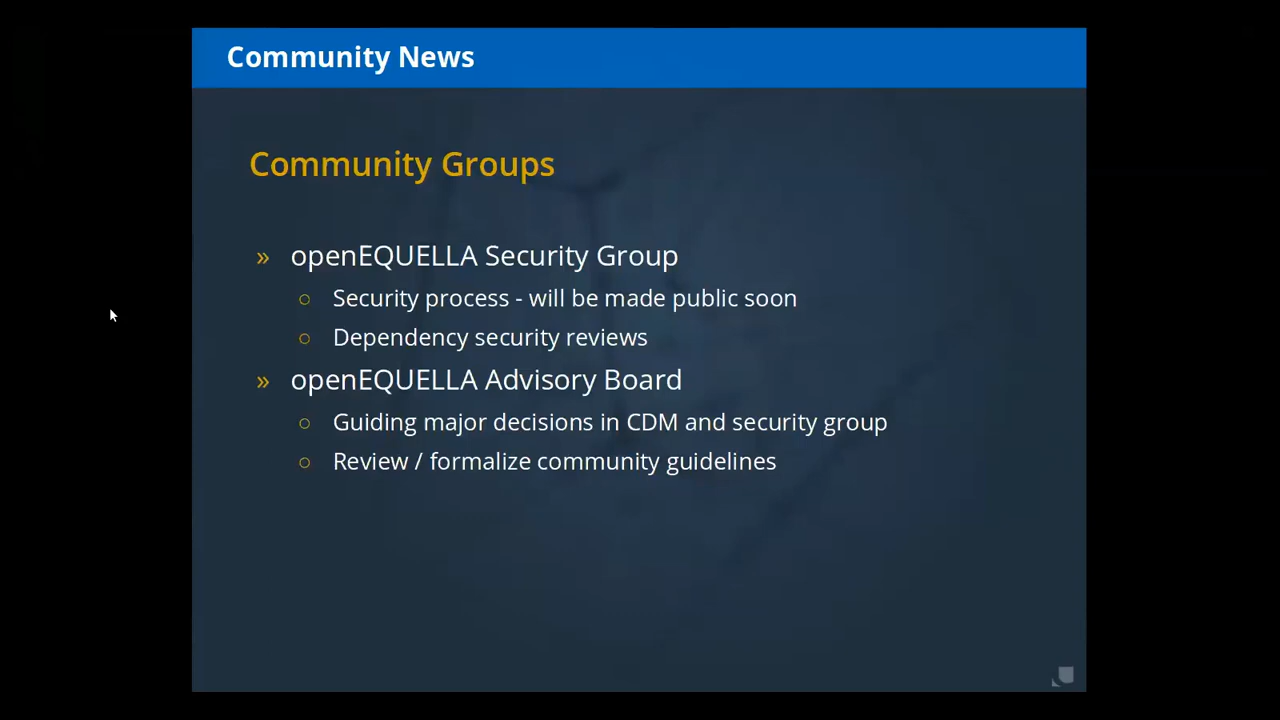 Community News
Community Groups
» openEQUELLA Security Group
○ Security process - will be made public soon
○ Dependency security reviews
» openEQUELLA Advisory Board
○ Guiding major decisions in CDM and security group
○ Review / formalize community guidelines